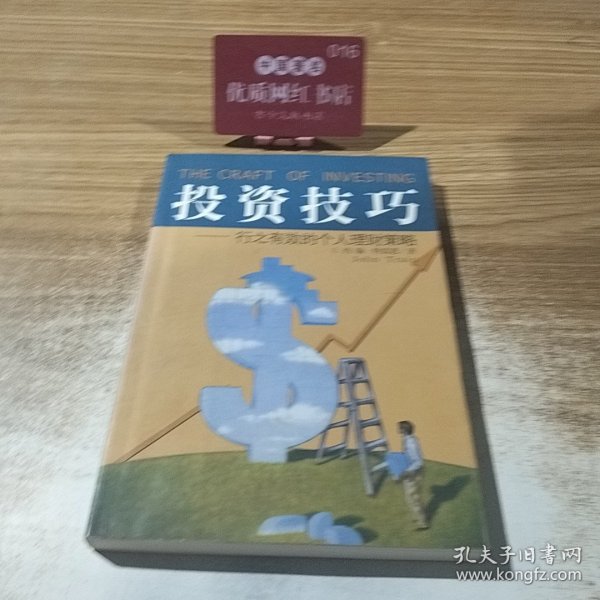 016
优质网红书店
THE CRAFT OF INVESTING
投资技巧
——行之有效的个人理财策略
孔夫子旧书网
www.kongfz.com